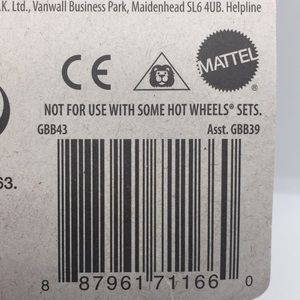 .K. Ltd., Vanwall Business Park, Maidenhead SL6 4UB. Helpline
CE
MATTEL
NOT FOR USE WITH SOME HOT WHEELS® SETS.
GBB43 Asst. GBB39
63.
8 87961 71166 0